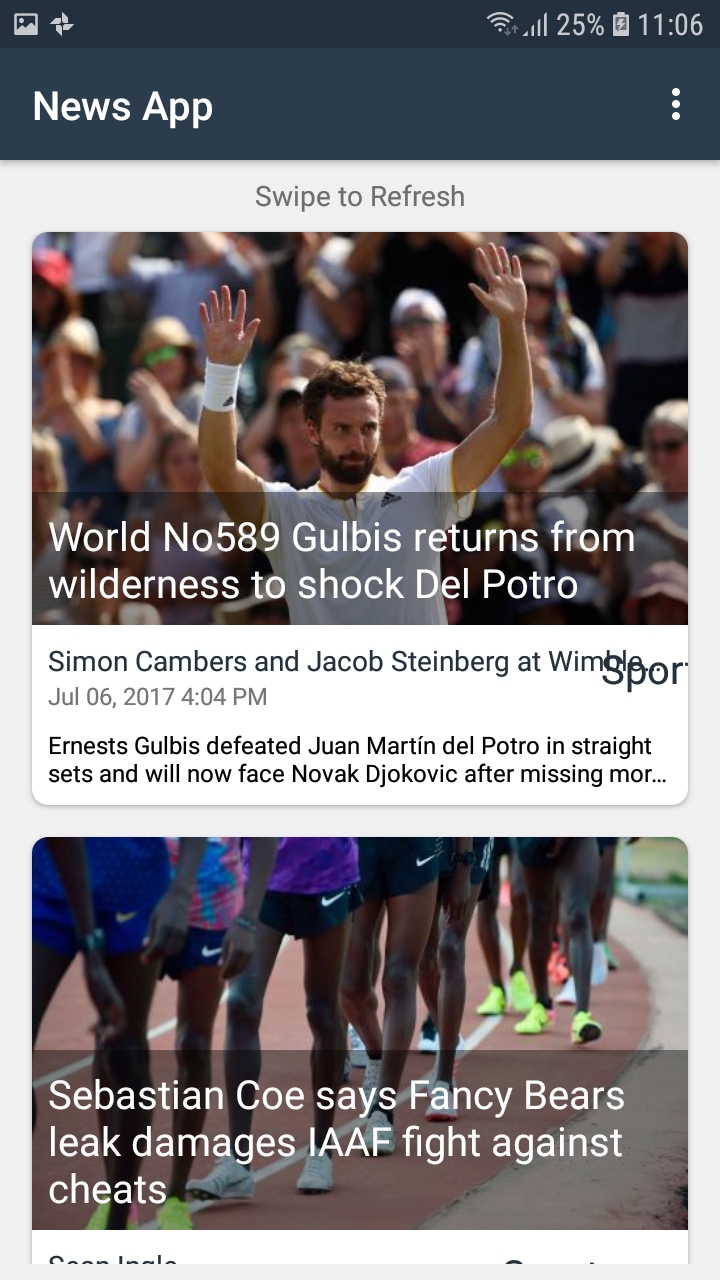 25% 11:06
News App
Swipe to Refresh
World No589 Gulbis returns from
wilderness to shock Del Potro
Simon Cambers and Jacob Steinberg at Wimble...
Spor
Jul 06, 2017 4:04 PM
Ernests Gulbis defeated Juan Martín del Potro in straight
sets and will now face Novak Djokovic after missing mor...
Sebastian Coe says Fancy Bears
leak damages IAAF fight against
cheats